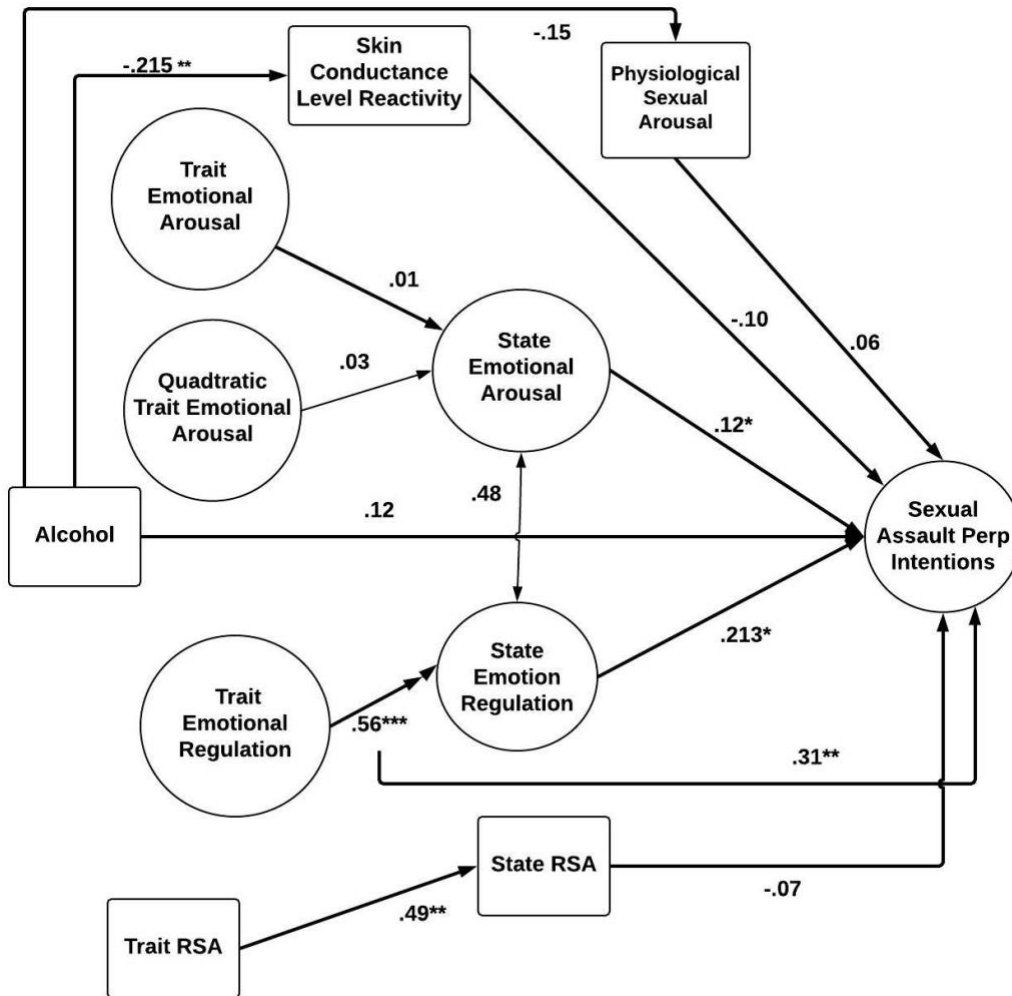 -.15
Skin
Conductance
Level Reactivity
-.215 **
Physiological
Sexual
Arousal
Trait
Emotional
Arousal
.01
-.10
.06
State
Emotional
Arousal
.03
Quadtratic
Trait Emotional
Arousal
.12*
.48
.12
Alcohol
Sexual
Assault Perp
Intentions
.213*
State
Emotion
Regulation
Trait
Emotional
Regulation
.56***
.31**
State RSA
-.07
.49**
Trait RSA